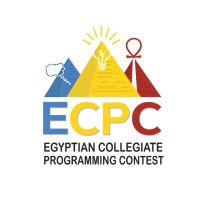 ECPC
EGYPTIAN COLLEGIATE
PROGRAMMING CONTEST